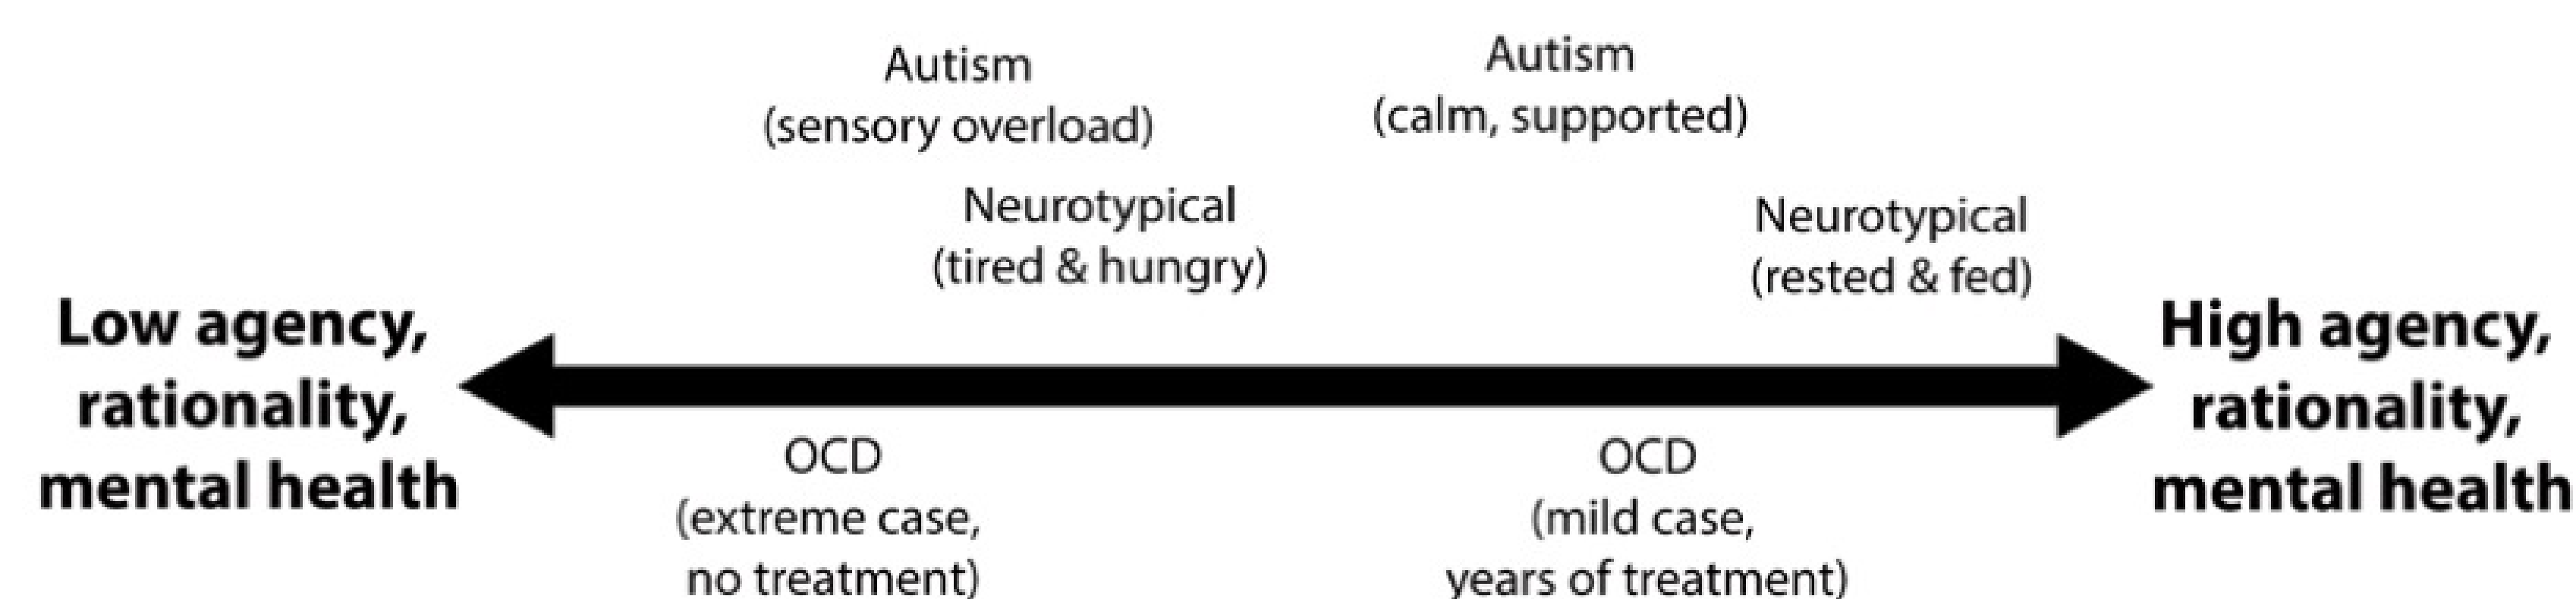 Autism
(sensory overload)
Autism
(calm, supported)
Neurotypical
(tired & hungry)
Neurotypical
(rested & fed)
Low agency,
rationality,
mental health
High agency,
rationality,
mental health
OCD
(extreme case,
no treatment)
OCD
(mild case,
years of treatment)